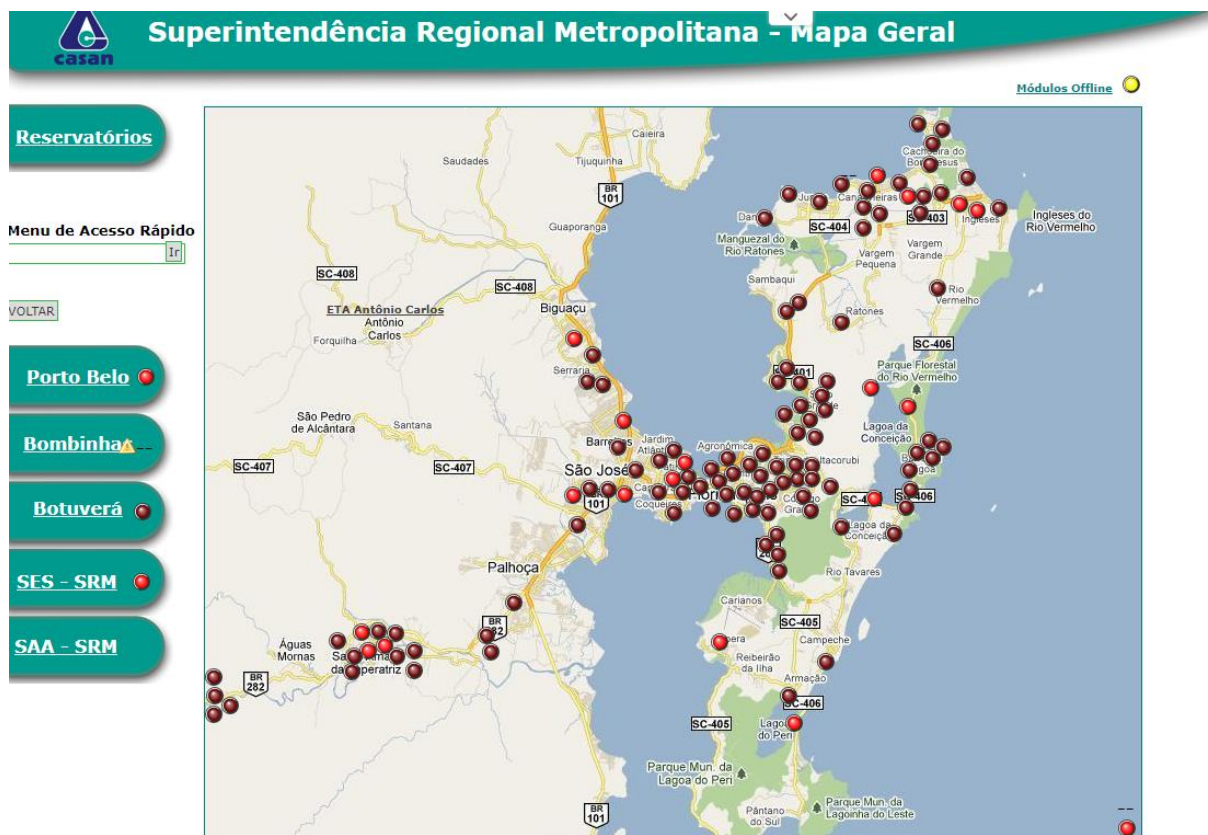 Superintendência Regional Metropolitana - Mapa Geral
casan
Módulos Offline
Reservatórios
Menu de Acesso Rápido
Ir
VOLTAR
Porto Belo
Bombinhas
--
Botuverá
SES - SRM
SAA - SRM
Caieira
Saudades
Tijuquinha
BR
101
Guaporanga
Cachoeira do
Bom Jesus
--
SC-404
SC-403
Ingleses
Ingleses do
Rio Vermelho
Manguezal do
Rio Ratones
Vargem
Pequena
Vargem
Grande
Sambaqui
SC-408
SC-408
Rio
Vermelho
ETA Antônio Carlos
Antônio
Carlos
Biguaçu
Ratones
Forquilha
SC-406
Serraria
Parque Florestal
do Rio Vermelho
São Pedro
de Alcântara
Santana
Lagoa da
Conceição
Jardim
Agronômica
Itacorubi
SC-407
SC-407
São José
BR
101
Coqueiros
SC-406
Lagoa da
Conceição
Palhoça
Rio Tavares
Carianos
SC-405
Campeche
Águas
Mornas
BR
282
Reibeirão
da Ilha
Armação
SC-406
SC-405
Lagoa
do Peri
Parque Mun. da
Lagoa do Peri
BR
101
Pântano
do Sul
Parque Mun. da
Lagoinha do Leste
--